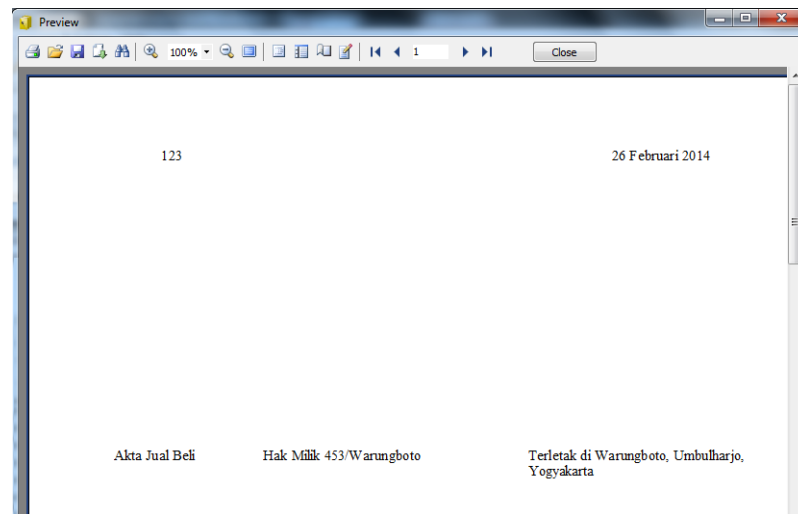 Preview
100% 1 Close
123 26 Februari 2014
Akta Jual Beli Hak Milik 453/Warungboto Terletak di Warungboto, Umbulharjo,
Yogyakarta